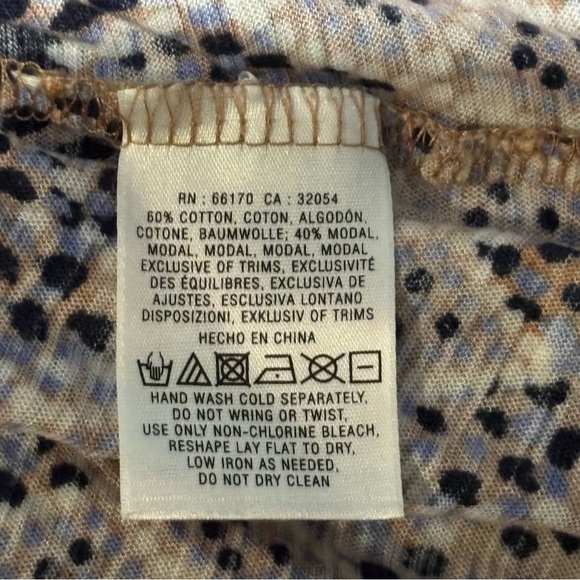 RN : 66170 CA : 32054
60% COTTON, COTON, ALGODÓN,
COTONE, BAUMWOLLE; 40% MODAL,
MODAL, MODAL, MODAL, MODAL
EXCLUSIVE OF TRIMS, EXCLUSIVITÉ
DES ÉQUILIBRES, EXCLUSIVA DE
AJUSTES, ESCLUSIVA LONTANO
DISPOSIZIONI, EXKLUSIV OF TRIMS
HECHO EN CHINA
HAND WASH COLD SEPARATELY,
DO NOT WRING OR TWIST,
USE ONLY NON-CHLORINE BLEACH,
RESHAPE LAY FLAT TO DRY,
LOW IRON AS NEEDED,
DO NOT DRY CLEAN